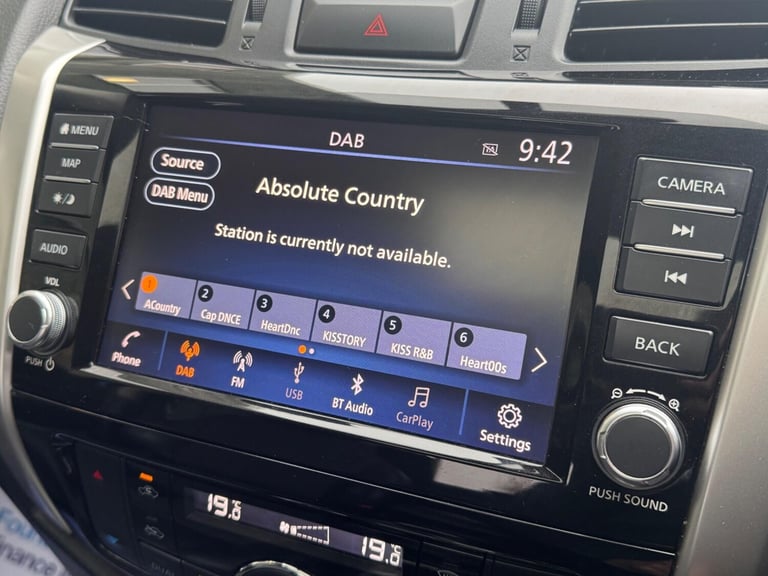 DAB
TA
9:42
MENU
MAP
AUDIO
VOL
PUSH
Source
DAB Menu
Absolute Country
Station is currently not available.
1
ACountry
2
Cap DNCE
3
HeartDnc
4
KISSTORY
5
KISS R&B
6
Heart00s
Phone
DAB
FM
USB
BT Audio
CarPlay
Settings
CAMERA
BACK
PUSH SOUND
19.0°C
19.0°C
DUAL